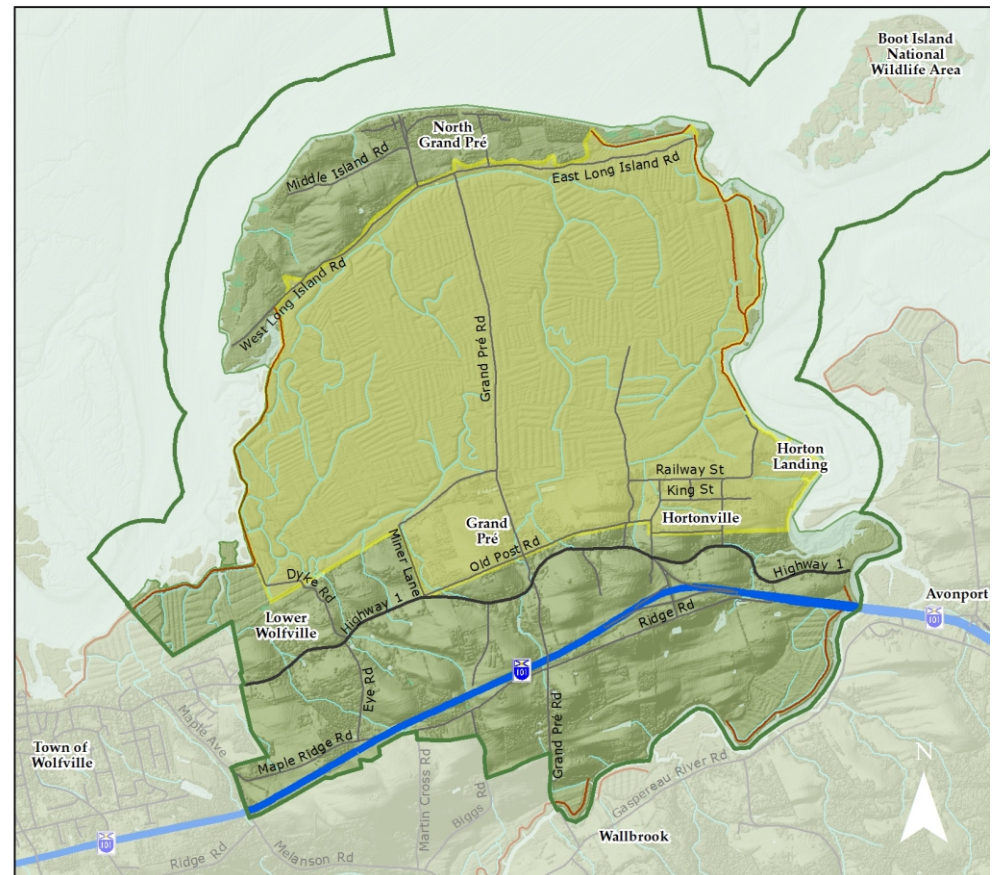 Boot Island
National
Wildlife Area
North
Grand Pré
Middle Island Rd
East Long Island Rd
West Long Island Rd
Grand Pré Rd
Horton
Landing
Railway St
King St
Hortonville
Grand
Pré
Old Post Rd
Miner Lane
Dyke Rd
Highway 1
Highway 1
Lower
Wolfville
Avonport
101
Ridge Rd
101
Eye Rd
Grand Pré Rd
Maple Ave
Maple Ridge Rd
Town of
Wolfville
N
Martin Cross Rd
Biggs Rd
Gaspereau River Rd
Wallbrook
101
Ridge Rd
Melanson Rd